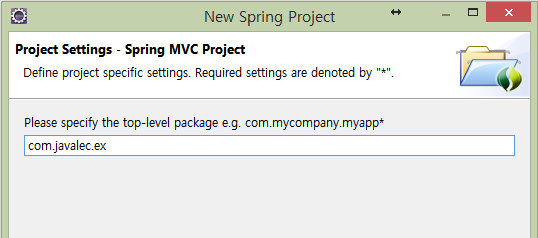 New Spring Project
Project Settings - Spring MVC Project
Define project specific settings. Required settings are denoted by "*".
Please specify the top-level package e.g. com.mycompany.myapp*
com.javalec.ex